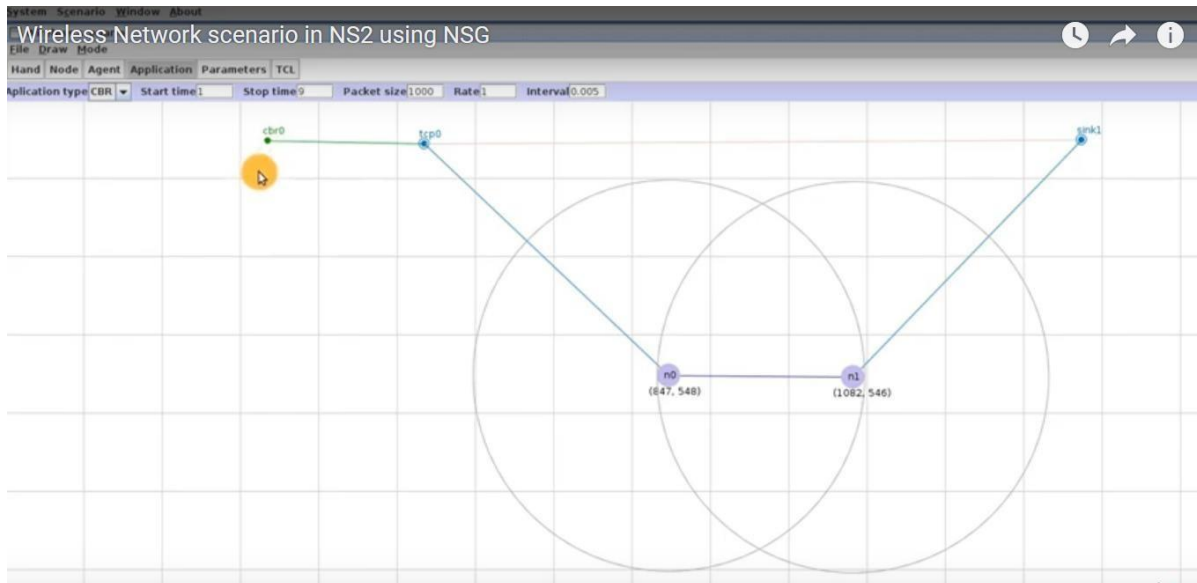 System Scenario Window About
Wireless Network scenario in NS2 using NSG
File Draw Mode
Hand Node Agent Application Parameters TCL
Aplication type CBR Start time 1 Stop time 9 Packet size 1000 Rate 1 Interval 0.005
cbr0 tcp0 sink1
n0 n1
(847, 548) (1082, 546)